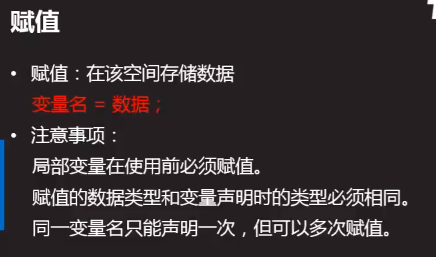 赋值
• 赋值：在该空间存储数据
变量名 = 数据；
• 注意事项：
局部变量在使用前必须赋值。
赋值的数据类型和变量声明时的类型必须相同。
同一变量名只能声明一次，但可以多次赋值。